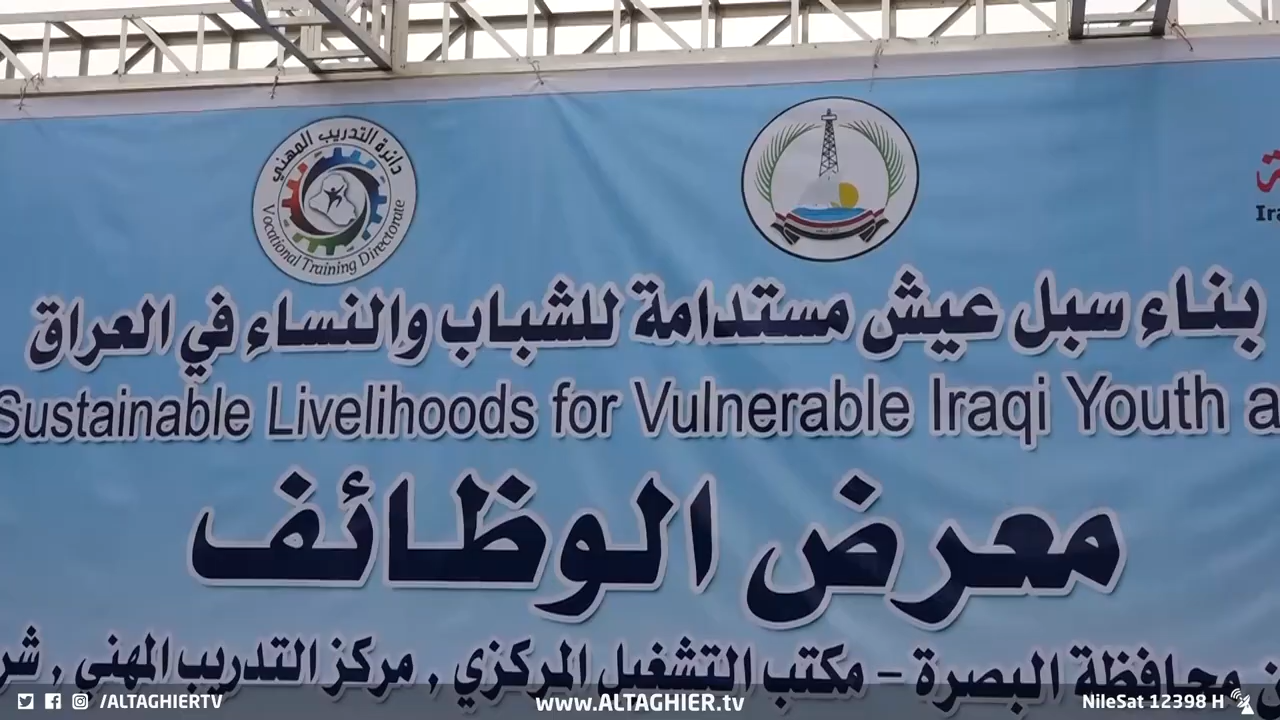 دائرة التدريب المهني
Vocational Training Directorate
بناء سبل عيش مستدامة للشباب والنساء في العراق
Sustainable Livelihoods for Vulnerable Iraqi Youth a
معرض الوظائف
ن محافظة البصرة – مكتب التشغيل المركزي , مركز التدريب المهني , شر
/ALTAGHIERTV
www.ALTAGHIER.tv
NileSat 12398 H